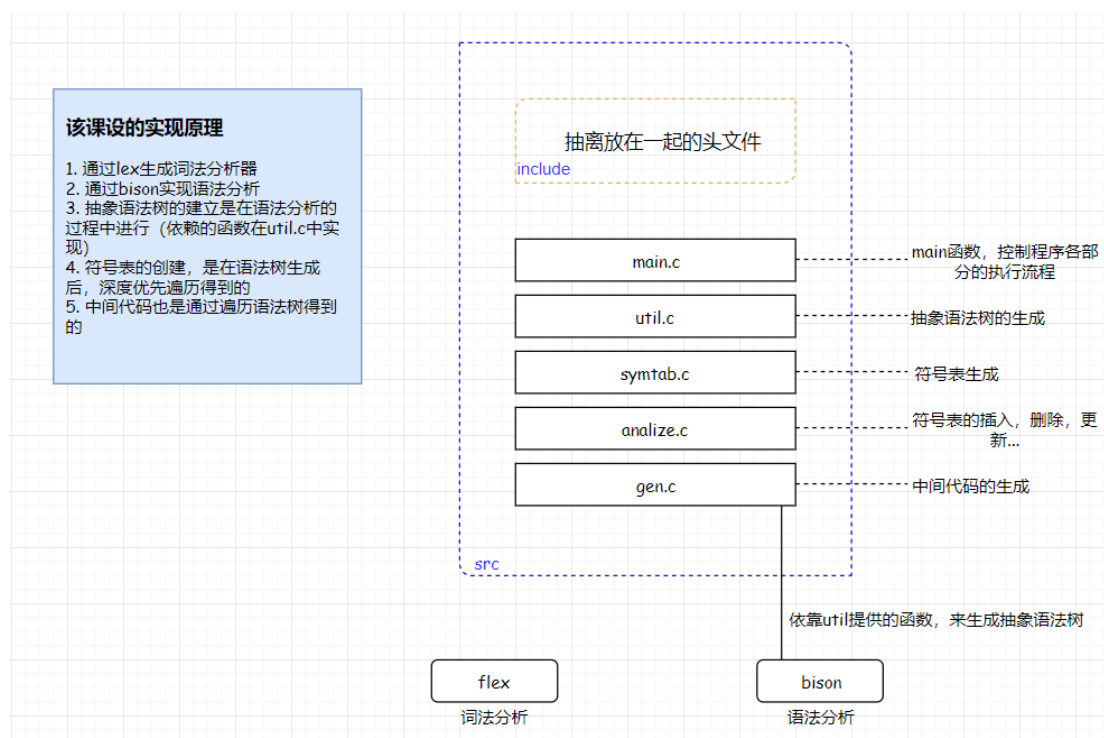 该课设的实现原理
1. 通过lex生成词法分析器
2. 通过bison实现语法分析
3. 抽象语法树的建立是在语法分析的
过程中进行（依赖的函数在util.c中实
现）
4. 符号表的创建，是在语法树生成
后，深度优先遍历得到的
5. 中间代码也是通过遍历语法树得到
的
抽离放在一起的头文件
include
main.c
main函数，控制程序各部
分的执行流程
util.c
抽象语法树的生成
symtab.c
符号表生成
analize.c
符号表的插入，删除，更
新...
gen.c
中间代码的生成
src
依靠util提供的函数，来生成抽象语法树
flex
词法分析
bison
语法分析